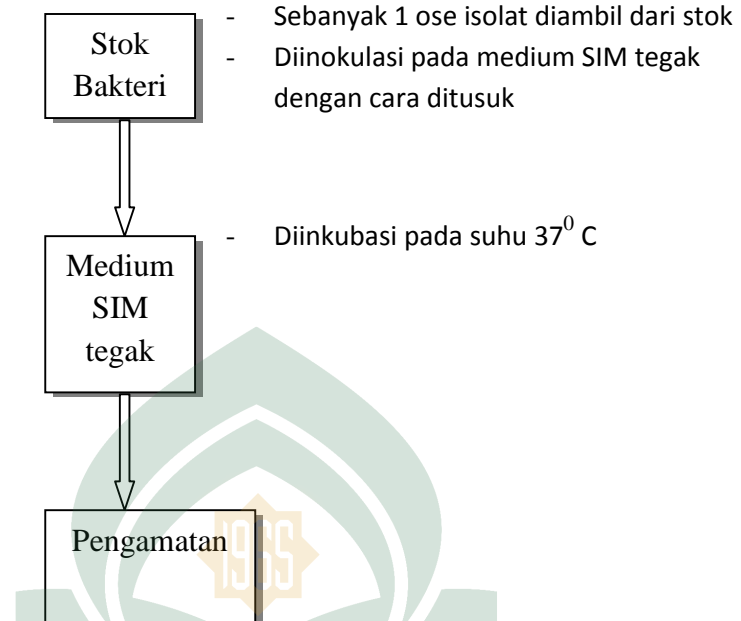 Stok
Bakteri
- Sebanyak 1 ose isolat diambil dari stok
- Diinokulasi pada medium SIM tegak
dengan cara ditusuk
Medium
SIM
tegak
- Diinkubasi pada suhu 37⁰ C
Pengamatan
1965